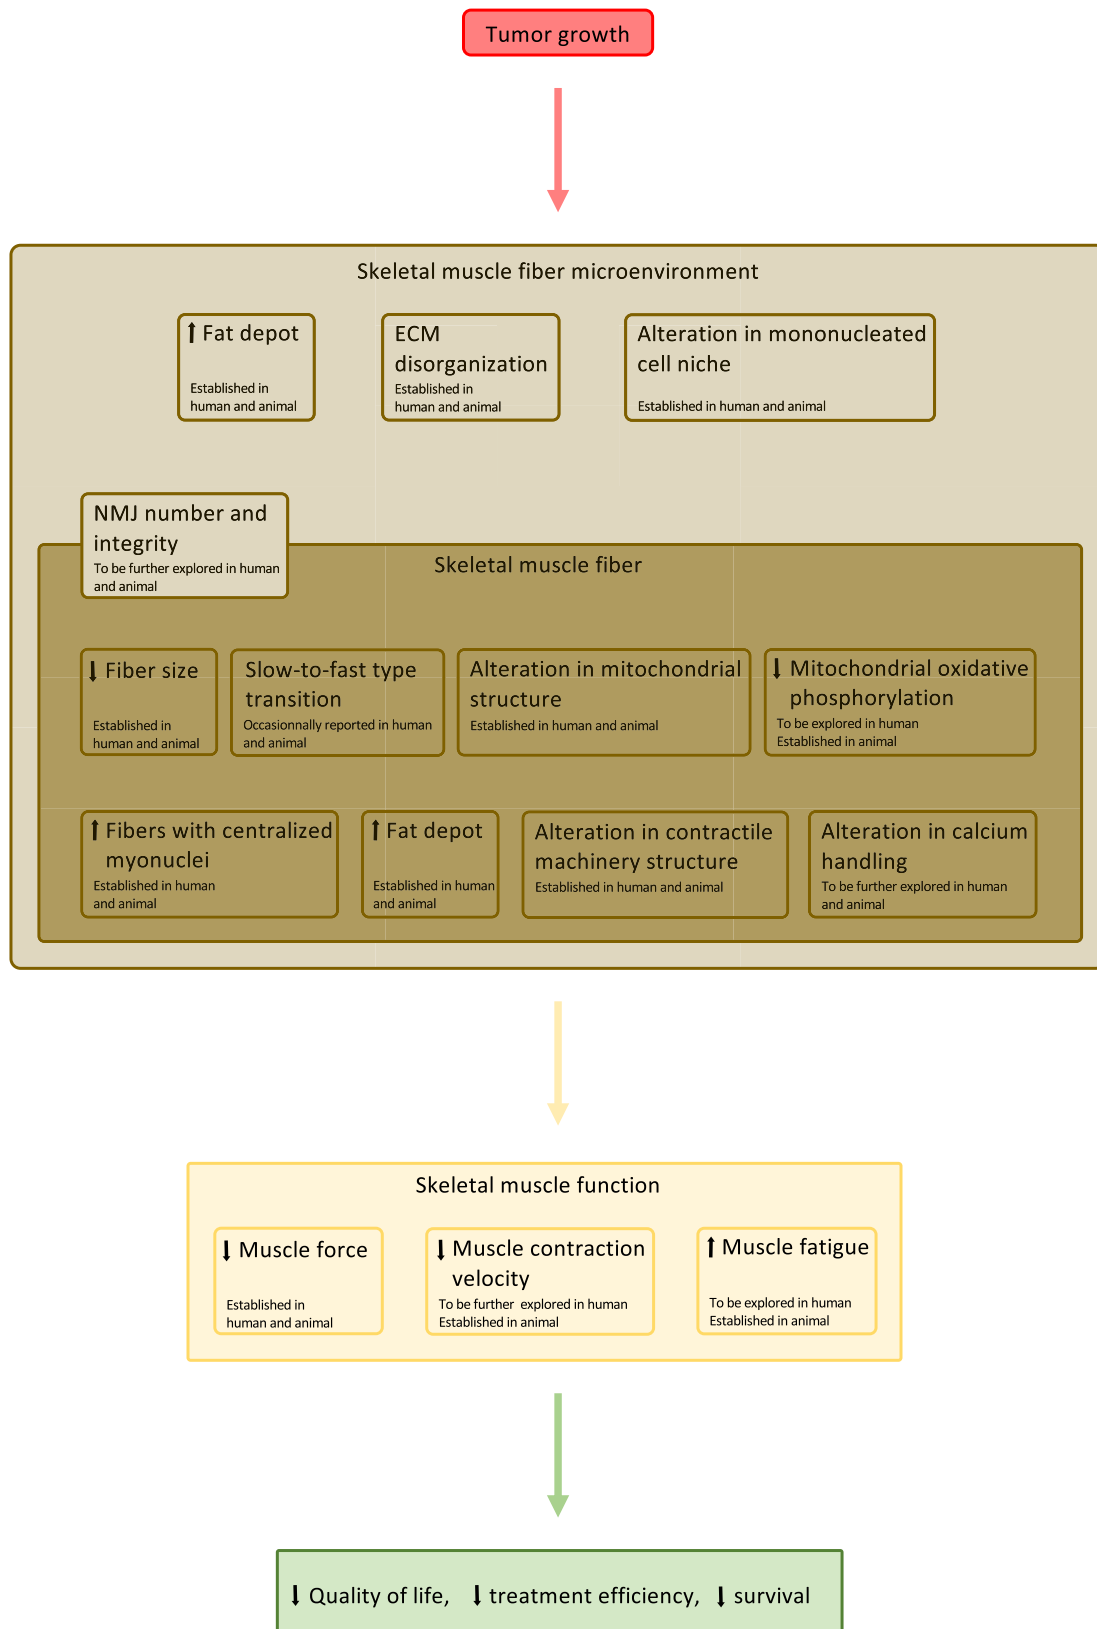 Tumor growth
Skeletal muscle fiber microenvironment
Fat depot
Established in
human and animal
ECM
disorganization
Established in
human and animal
Alteration in mononucleated
cell niche
Established in human and animal
NMJ number and
integrity
To be further explored in human
and animal
Skeletal muscle fiber
Fiber size
Established in
human and animal
Slow-to-fast type
transition
Occasionnally reported in human
and animal
Alteration in mitochondrial
structure
Established in human and animal
Mitochondrial oxidative
phosphorylation
To be explored in human
Established in animal
Fibers with centralized
myonuclei
Established in human
and animal
Fat depot
Established in human
and animal
Alteration in contractile
machinery structure
Established in human and animal
Alteration in calcium
handling
To be further explored in human
and animal
Skeletal muscle function
Muscle force
Established in
human and animal
Muscle contraction
velocity
To be further explored in human
Established in animal
Muscle fatigue
To be explored in human
Established in animal
Quality of life, treatment efficiency, survival